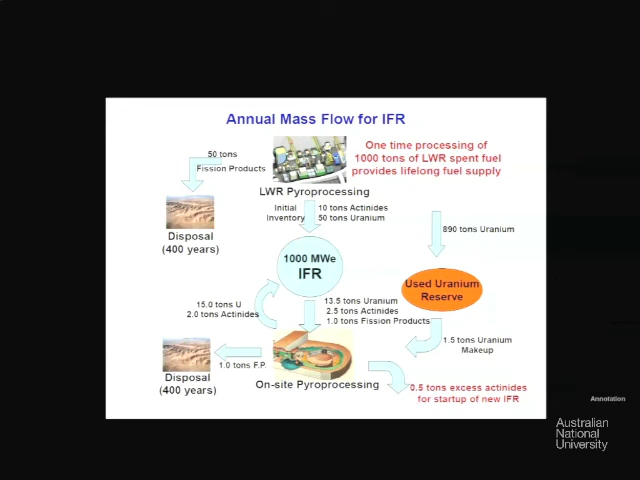 Annual Mass Flow for IFR
50 tons
Fission Products
One time processing of
1000 tons of LWR spent fuel
provides lifelong fuel supply
LWR Pyroprocessing
Disposal
(400 years)
Initial
Inventory
10 tons Actinides
50 tons Uranium
890 tons Uranium
1000 MWe
IFR
Used Uranium
Reserve
15.0 tons U
2.0 tons Actinides
13.5 tons Uranium
2.5 tons Actinides
1.0 tons Fission Products
1.5 tons Uranium
Makeup
1.0 tons F.P.
Disposal
(400 years)
On-site Pyroprocessing
0.5 tons excess actinides
for startup of new IFR
Annotation
Australian
National
University